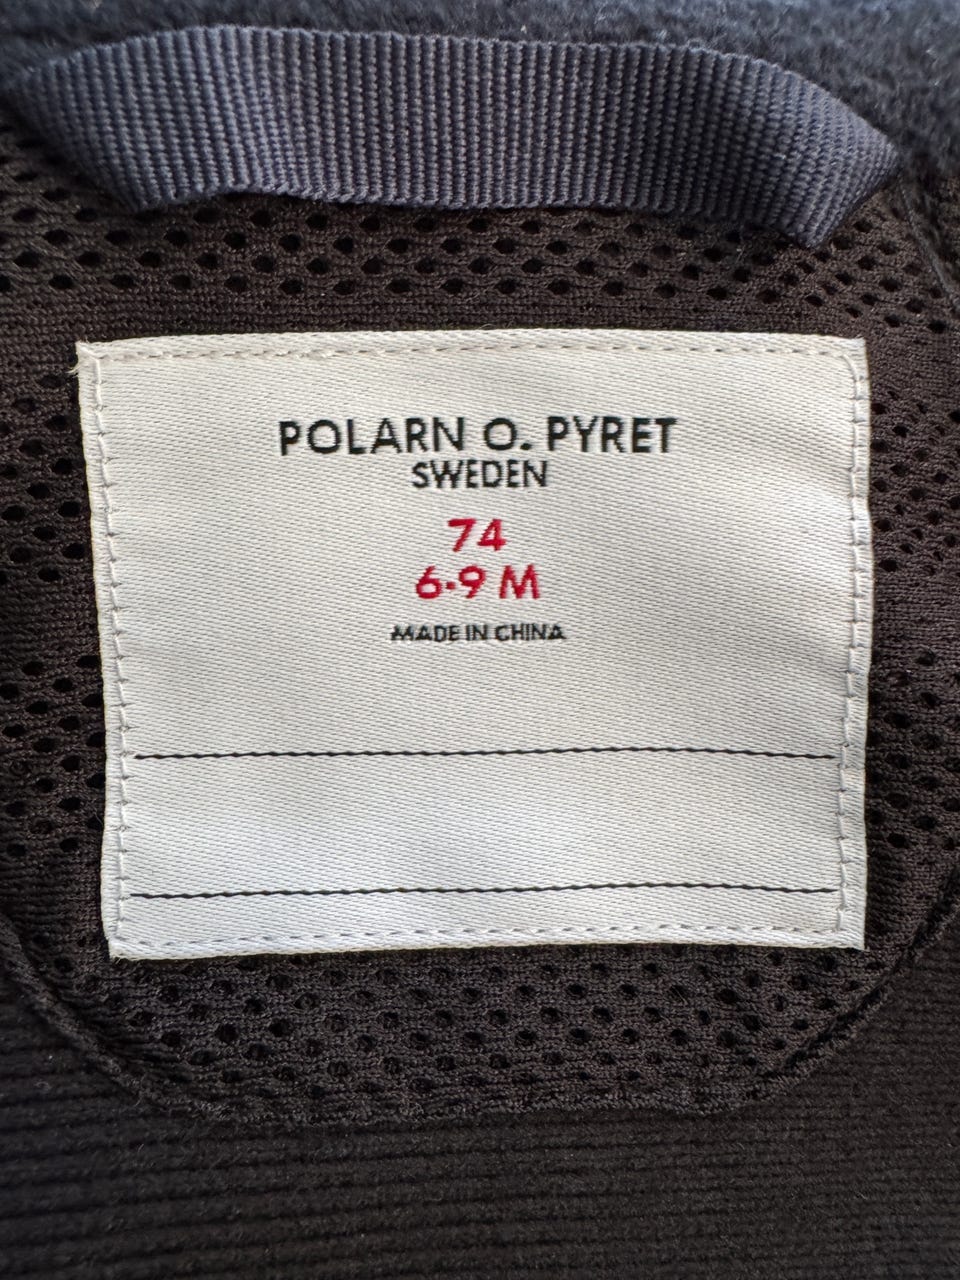 POLARN O. PYRET
SWEDEN
74
6-9 M
MADE IN CHINA